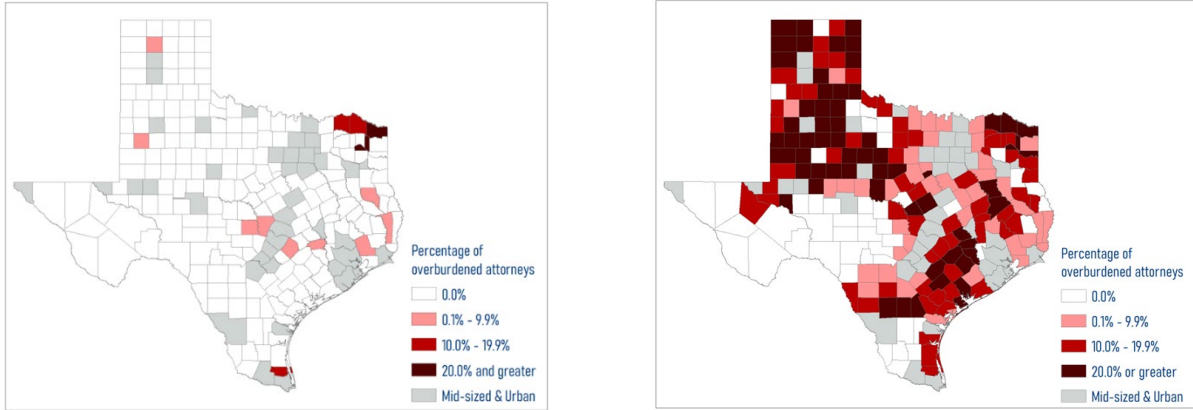 Percentage of
overburdened attorneys
0.0%
0.1% - 9.9%
10.0% - 19.9%
20.0% and greater
Mid-sized & Urban
Percentage of
overburdened attorneys
0.0%
0.1% - 9.9%
10.0% - 19.9%
20.0% or greater
Mid-sized & Urban